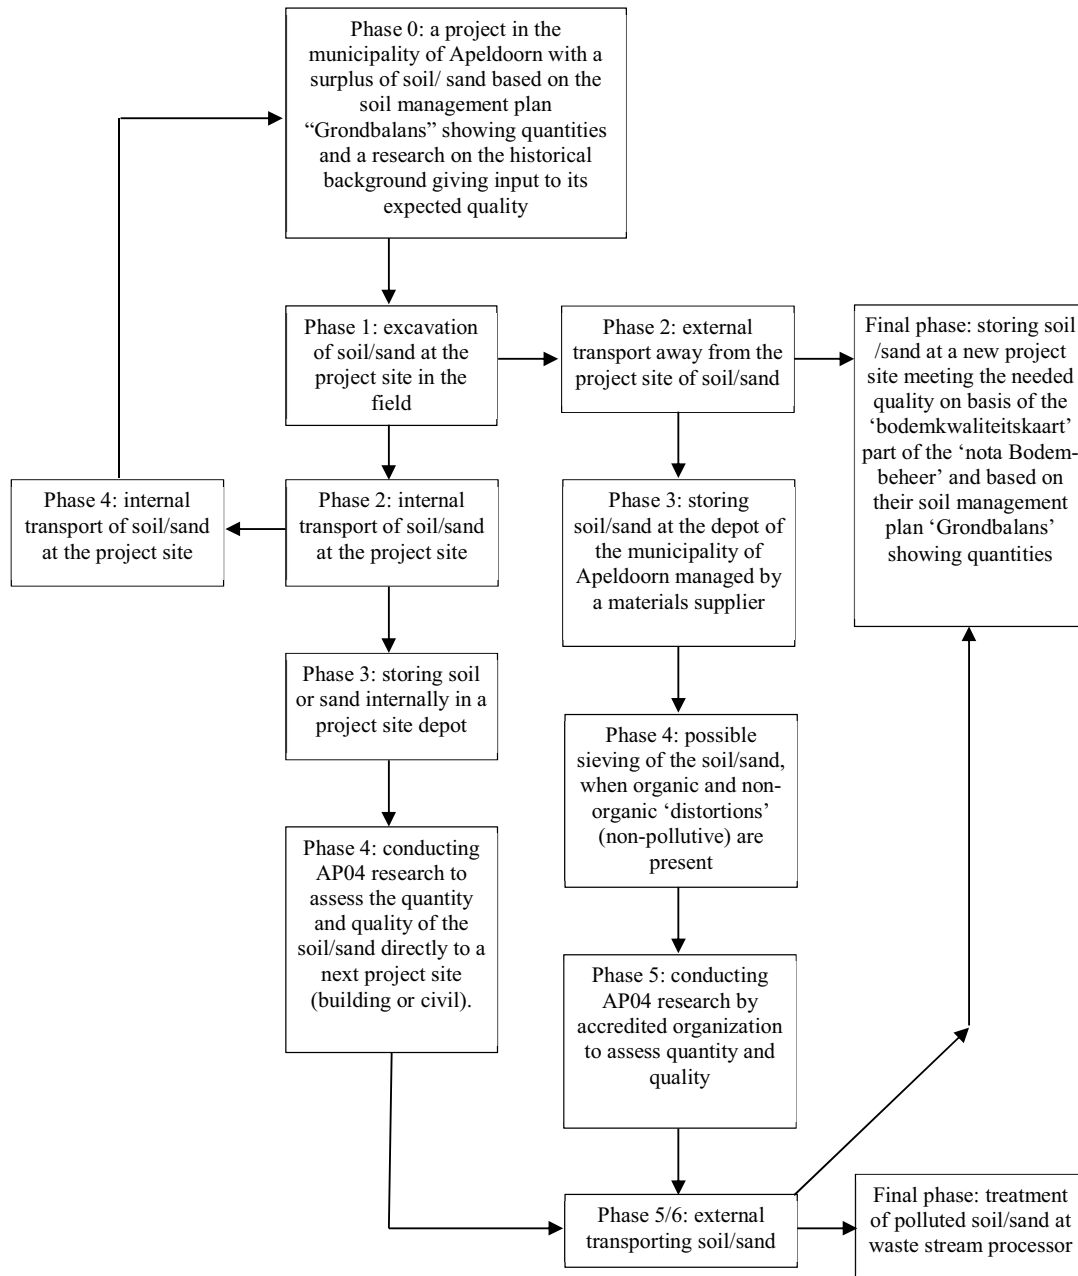 Phase 0: a project in the
municipality of Apeldoorn with a
surplus of soil/ sand based on the
soil management plan
“Grondbalans” showing quantities
and a research on the historical
background giving input to its
expected quality
Phase 1: excavation
of soil/sand at the
project site in the
field
Phase 2: external
transport away from the
project site of soil/sand
Final phase: storing soil
/sand at a new project
site meeting the needed
quality on basis of the
‘bodemkwaliteitskaart’
part of the ‘nota Bodem-
beheer’ and based on
their soil management
plan ‘Grondbalans’
showing quantities
Phase 4: internal
transport of soil/sand
at the project site
Phase 2: internal
transport of soil/sand
at the project site
Phase 3: storing
soil/sand at the depot of
the municipality of
Apeldoorn managed by
a materials supplier
Phase 3: storing soil
or sand internally in a
project site depot
Phase 4: possible
sieving of the soil/sand,
when organic and non-
organic ‘distortions’
(non-pollutive) are
present
Phase 4: conducting
AP04 research to
assess the quantity
and quality of the
soil/sand directly to a
next project site
(building or civil).
Phase 5: conducting
AP04 research by
accredited organization
to assess quantity and
quality
Phase 5/6: external
transporting soil/sand
Final phase: treatment
of polluted soil/sand at
waste stream processor